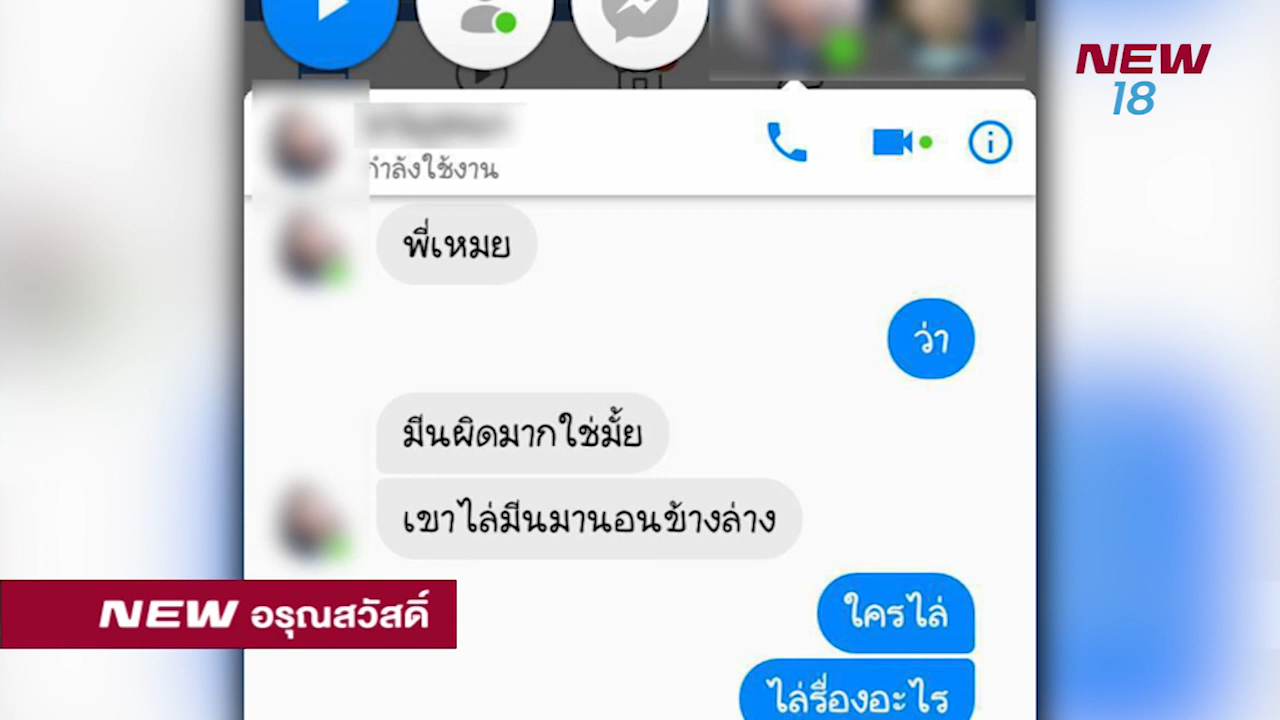 NEW
18
กำลังใช้งาน
พี่เหมย
ว่า
มีนผิดมากใช่มั้ย
เขาไล่มีนมานอนข้างล่าง
ใครไล่
ไล่รื่องอะไร
NEW อรุณสวัสดิ์